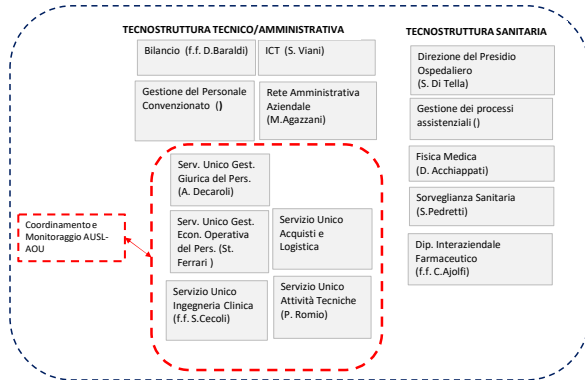 TECNOSTRUTTURA TECNICO/AMMINISTRATIVA
Bilancio (f.f. D.Baraldi)
ICT (S. Viani)
Gestione del Personale
Convenzionato ()
Rete Amministrativa
Aziendale
(M.Agazzani)
Serv. Unico Gest.
Giurica del Pers.
(A. Decaroli)
Serv. Unico Gest.
Econ. Operativa
del Pers. (St.
Ferrari )
Servizio Unico
Acquisti e
Logistica
Servizio Unico
Ingegneria Clinica
(f.f. S.Cecoli)
Servizio Unico
Attività Tecniche
(P. Romio)
Coordinamento e
Monitoraggio AUSL-
AOU
TECNOSTRUTTURA SANITARIA
Direzione del Presidio
Ospedaliero
(S. Di Tella)
Gestione dei processi
assistenziali ()
Fisica Medica
(D. Acchiappati)
Sorveglianza Sanitaria
(S.Pedretti)
Dip. Interaziendale
Farmaceutico
(f.f. C.Ajolfi)